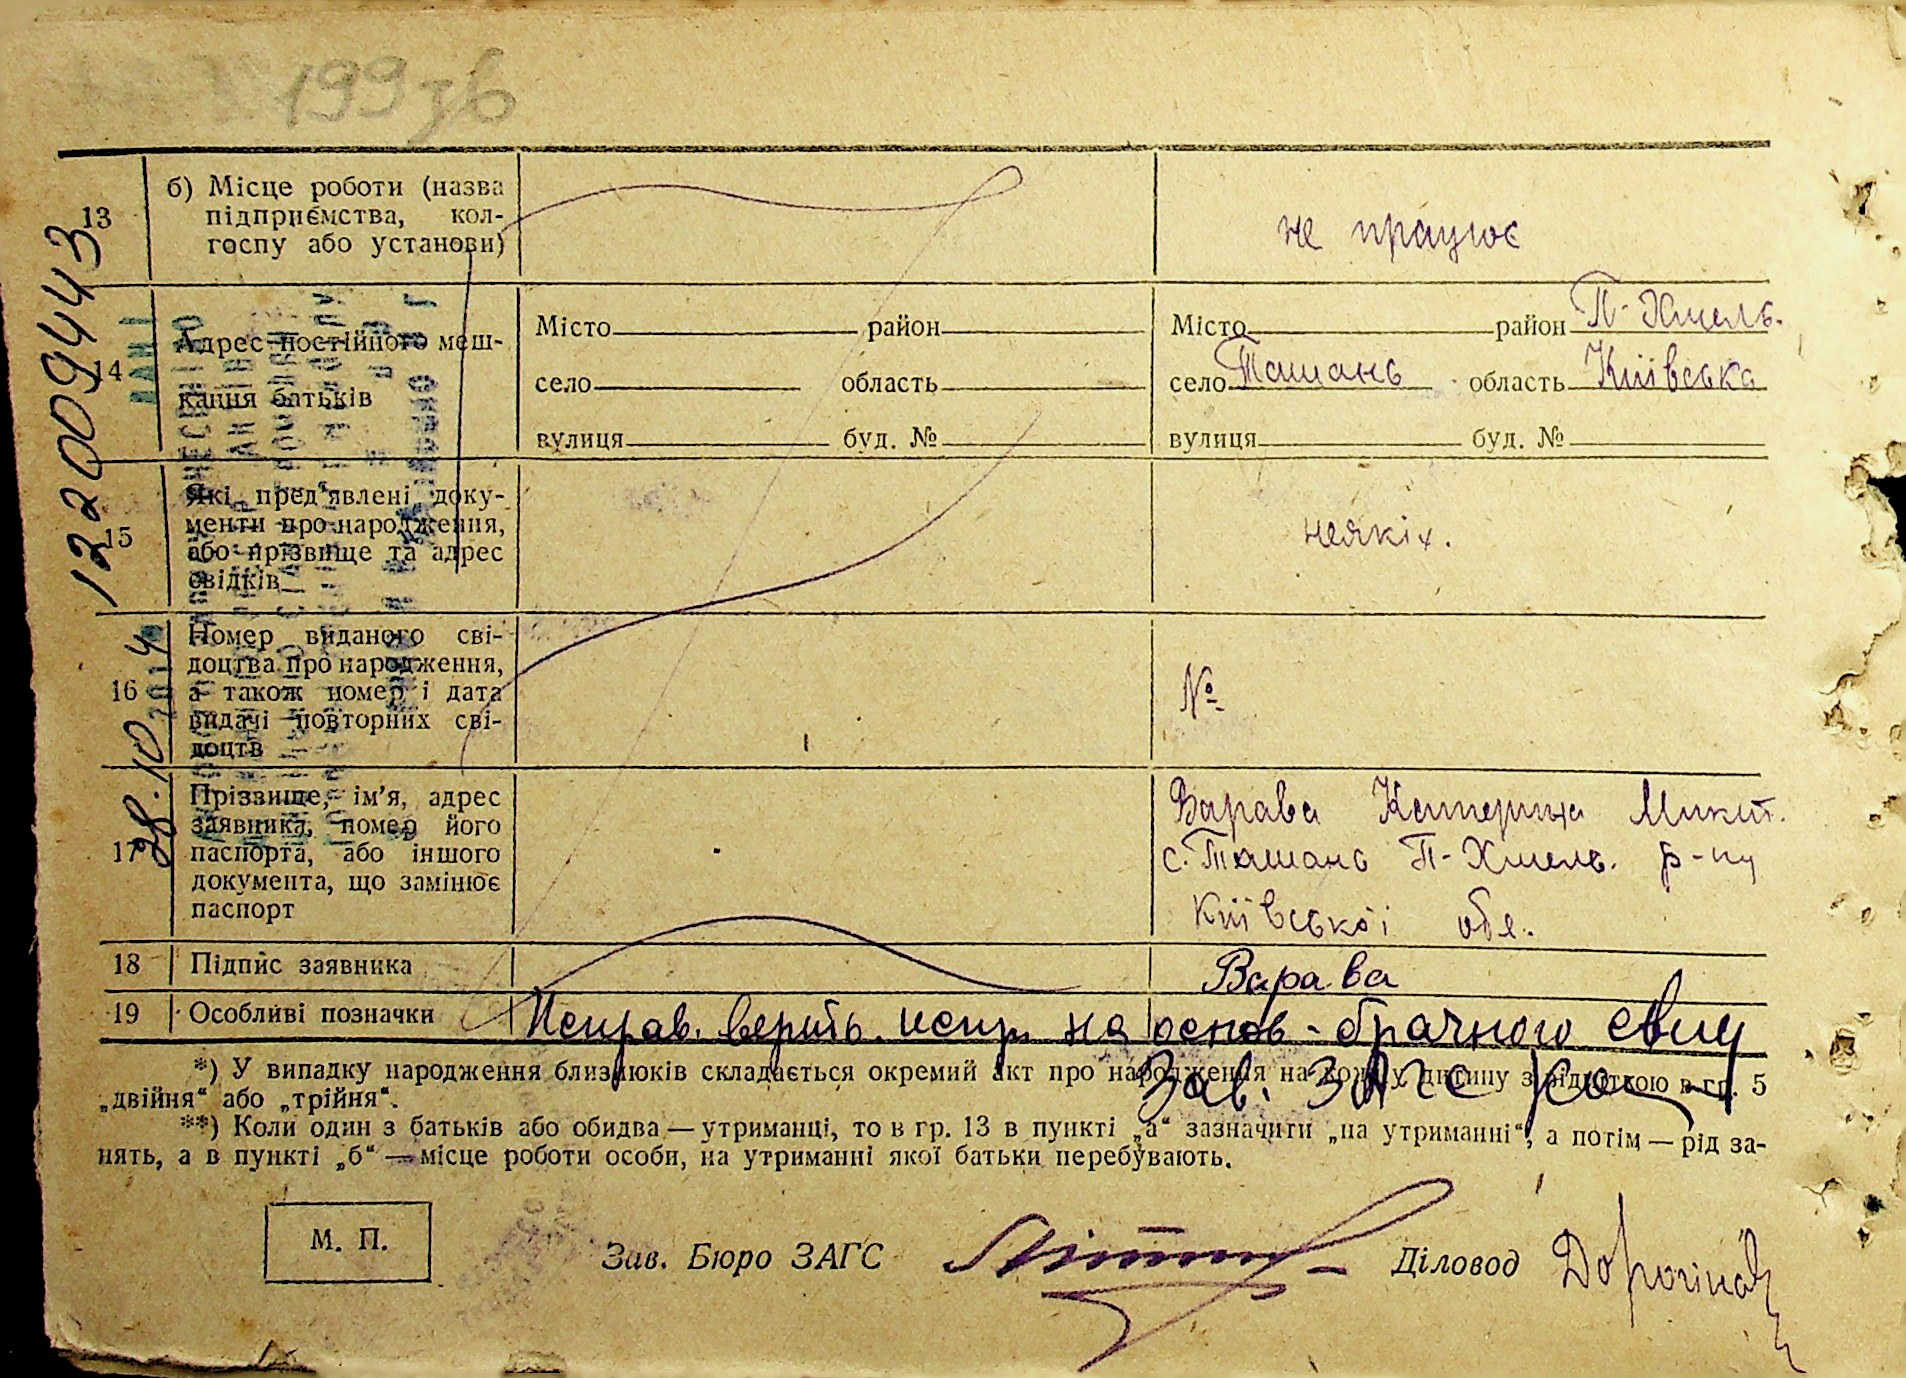 199 зв
13 б) Місце роботи (назва
підприємства, кол-
госпу або установи)
не працює
14 Адрес постійного меш-
кання батьків
Місто район
село область
вулиця буд. №
Місто район П-Хмель.
село Ташань область Київська
вулиця буд. №
15 Які пред'явлені доку-
менти про народження,
або прізвище та адрес
свідків
неякіх.
16 Номер виданого сві-
доцтва про народження,
а також номер і дата
видачі повторних сві-
доцтв
№
17 Прізвище, ім'я, адрес
заявника, номер його
паспорта, або іншого
документа, що замінює
паспорт
Варава Катерина Микит.
с. Ташань П-Хмель. р-ну
Київської обл.
18 Підпис заявника
Варава
19 Особливі позначки
Исправ. верить. испр. на основ-брачного свид
Зав. ЗАГС
*) У випадку народження близнюків складається окремий акт про народження на кожну дитину з відміткою в гр. 5
„двійня“ або „трійня“.
**) Коли один з батьків або обидва — утриманці, то в гр. 13 в пункті „а“ зазначити „на утриманні“, а потім — рід за-
нять, а в пункті „б“ — місце роботи особи, на утриманні якої батьки перебувають.
М. П.
Зав. Бюро ЗАГС
Діловод
12009443
28.10